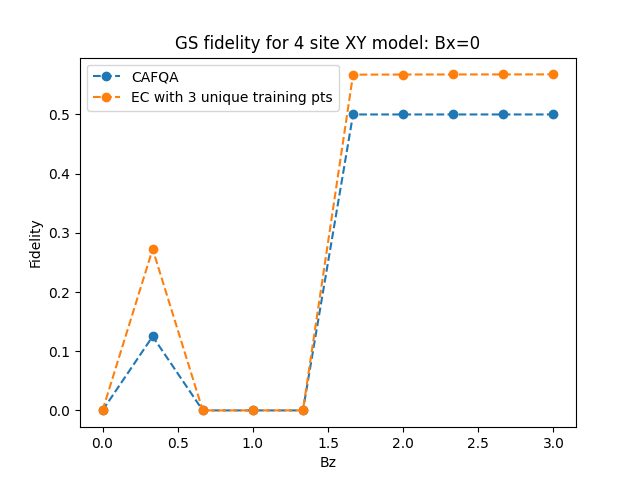 GS fidelity for 4 site XY model: Bx=0
CAFQA
EC with 3 unique training pts
Fidelity
0.5
0.4
0.3
0.2
0.1
0.0
0.0 0.5 1.0 1.5 2.0 2.5 3.0
Bz